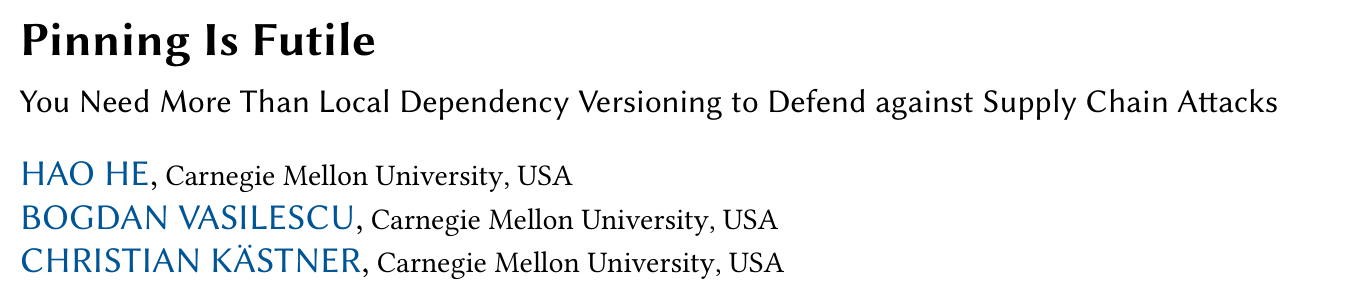 Pinning Is Futile
You Need More Than Local Dependency Versioning to Defend against Supply Chain Attacks
HAO HE, Carnegie Mellon University, USA
BOGDAN VASILESCU, Carnegie Mellon University, USA
CHRISTIAN KÄSTNER, Carnegie Mellon University, USA